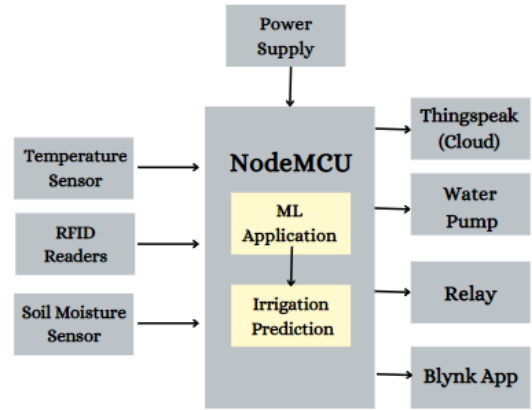 Power
Supply
Temperature
Sensor
RFID
Readers
Soil Moisture
Sensor
NodeMCU
ML
Application
Irrigation
Prediction
Thingspeak
(Cloud)
Water
Pump
Relay
Blynk App